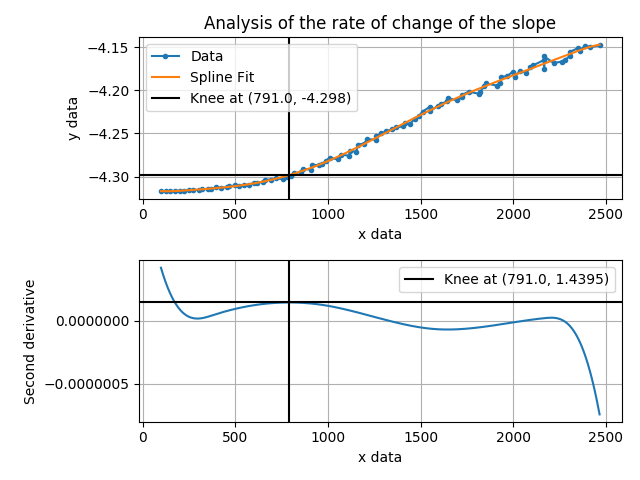 Analysis of the rate of change of the slope
−4.15
−4.20
−4.25
−4.30
y data
Data
Spline Fit
Knee at (791.0, -4.298)
0 500 1000 1500 2000 2500
x data
Second derivative
0.0000000
−0.0000005
Knee at (791.0, 1.4395)
0 500 1000 1500 2000 2500
x data